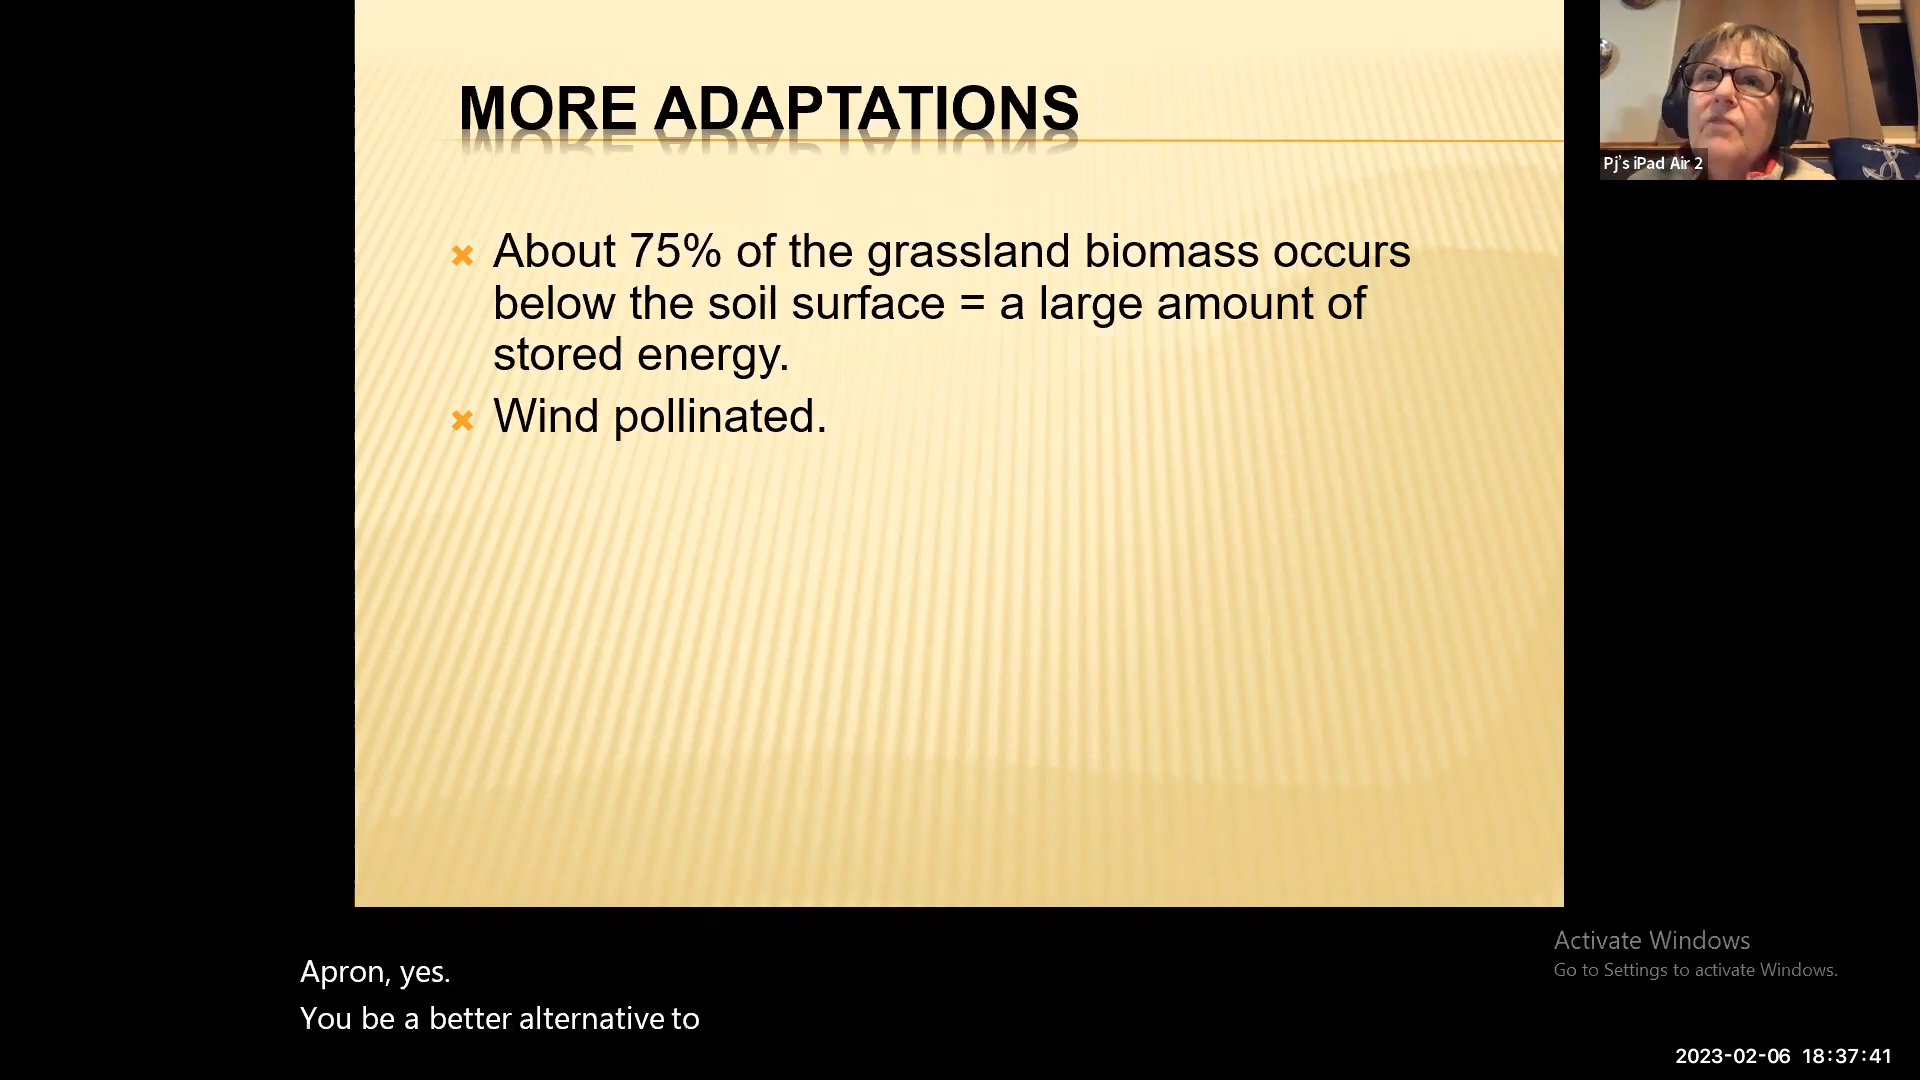 MORE ADAPTATIONS
About 75% of the grassland biomass occurs
below the soil surface = a large amount of
stored energy.
Wind pollinated.
Pj's iPad Air 2
Apron, yes.
You be a better alternative to
Activate Windows
Go to Settings to activate Windows.
2023-02-06 18:37:41